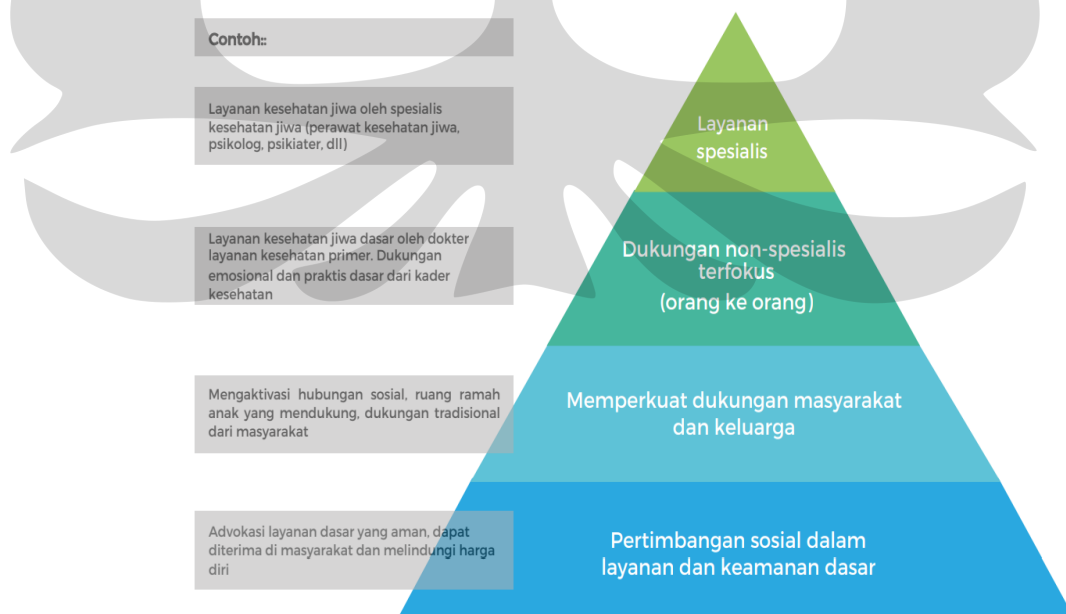 Contoh::
Layanan kesehatan jiwa oleh spesialis
kesehatan jiwa (perawat kesehatan jiwa,
psikolog, psikiater, dll)
Layanan
spesialis
Layanan kesehatan jiwa dasar oleh dokter
layanan kesehatan primer. Dukungan
emosional dan praktis dasar dari kader
kesehatan
Dukungan non-spesialis
terfokus
(orang ke orang)
Mengaktivasi hubungan sosial, ruang ramah
anak yang mendukung, dukungan tradisional
dari masyarakat
Memperkuat dukungan masyarakat
dan keluarga
Advokasi layanan dasar yang aman, dapat
diterima di masyarakat dan melindungi harga
diri
Pertimbangan sosial dalam
layanan dan keamanan dasar